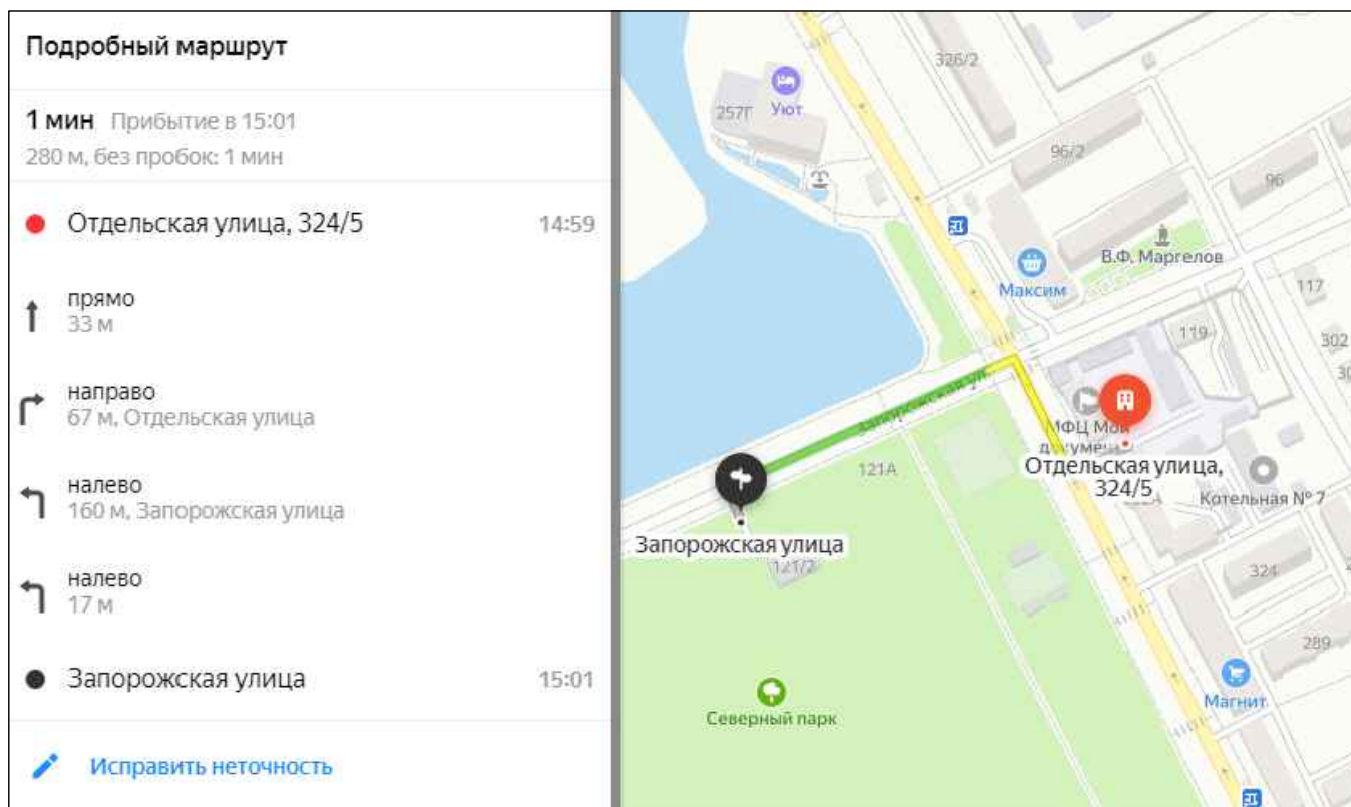 Подробный маршрут
1 мин Прибытие в 15:01
280 м, без пробок: 1 мин
Отдельская улица, 324/5 14:59
прямо
33 м
направо
67 м, Отдельская улица
налево
160 м, Запорожская улица
налево
17 м
Запорожская улица 15:01
Исправить неточность
326/2
257Г
Уют
96/2
96
В.Ф. Маргелов
Максим
117
119
302
запорожская ул.
МФЦ Мои
докумен
121А
Отдельская улица,
324/5
Котельная № 7
Запорожская улица
121/2
324
289
Магнит
Северный парк